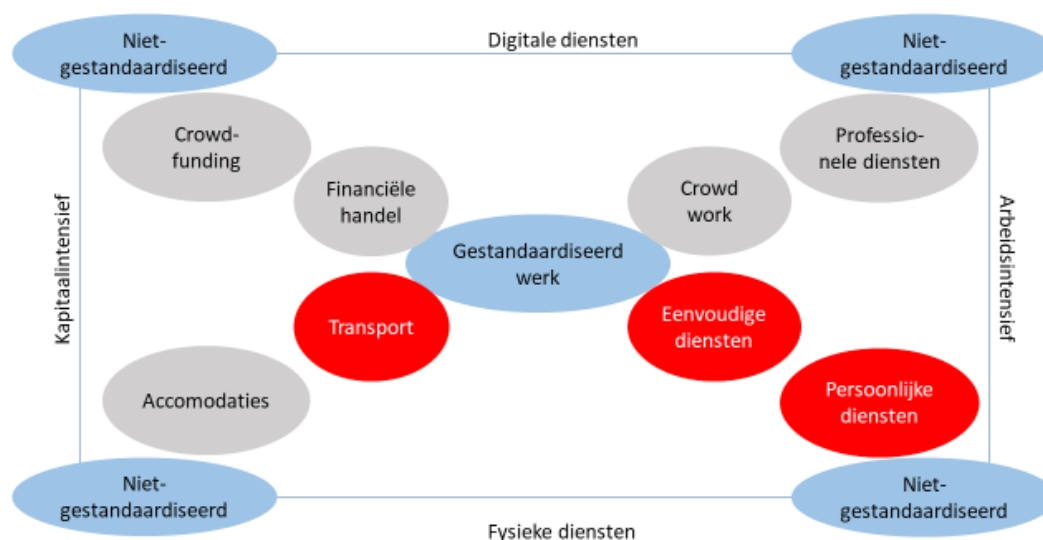 Niet-
gestandaardiseerd
Digitale diensten
Niet-
gestandaardiseerd
Crowd-
funding
Professio-
nele diensten
Financiële
handel
Crowd
work
Kapitaalintensief
Gestandaardiseerd
werk
Arbeidsintensief
Transport
Eenvoudige
diensten
Accomodaties
Persoonlijke
diensten
Niet-
gestandaardiseerd
Fysieke diensten
Niet-
gestandaardiseerd